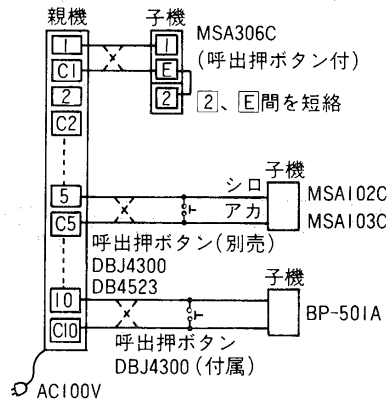 親機
子機
MSA306C
(呼出押ボタン付)
1
1
C1
E
2
2
2、E間を短絡
C2
子機
5
シロ
MSA102C
C5
アカ
MSA103C
呼出押ボタン(別売)
DBJ4300
DB4523
子機
10
BP-501A
C10
呼出押ボタン
DBJ4300(付属)
AC100V